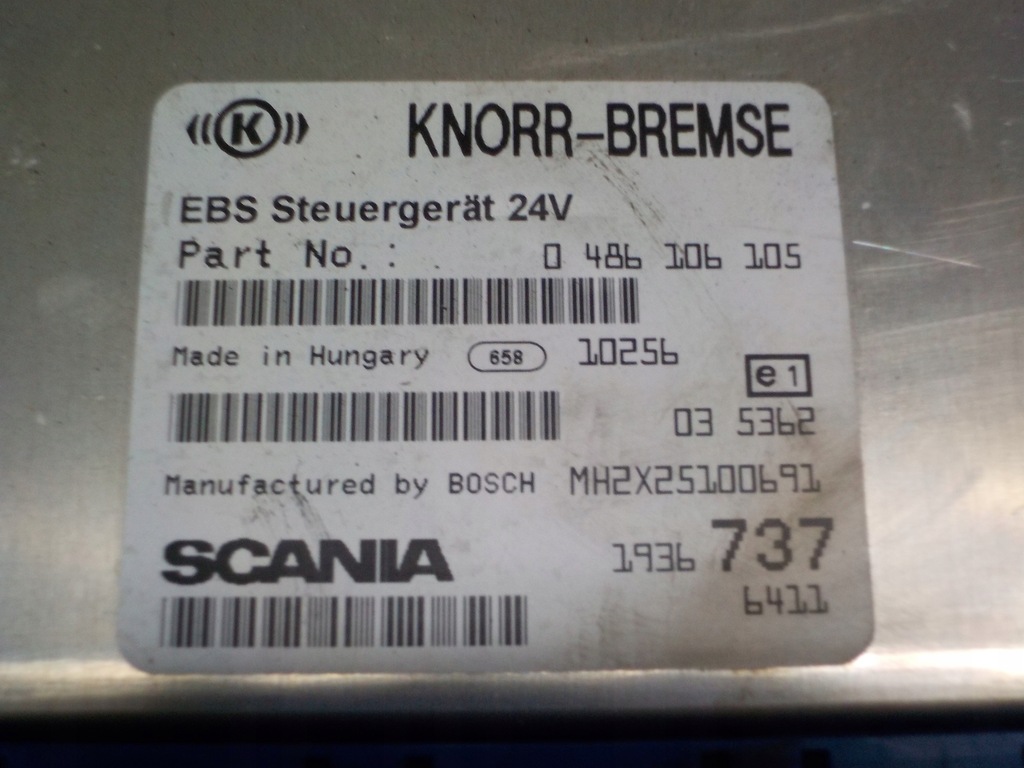 K KNORR-BREMSE
EBS Steuergerät 24V
Part No.: 0 486 106 105
Made in Hungary 658 10256
e1
03 5362
Manufactured by BOSCH MH2X25100691
SCANIA 1936 737
6411